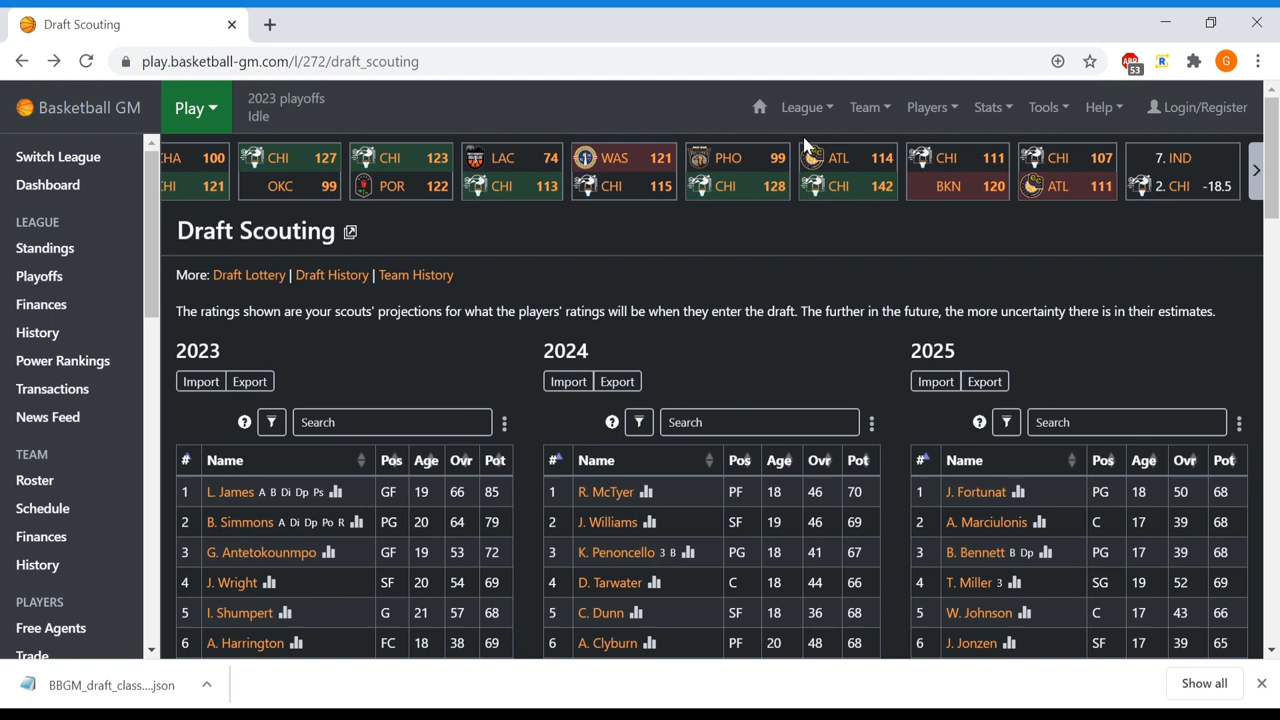 Draft Scouting
play.basketball-gm.com/l/272/draft_scouting
ABP
53
R
G
Basketball GM
Play
2023 playoffs
Idle
League
Team
Players
Stats
Tools
Help
Login/Register
Switch League
Dashboard
LEAGUE
Standings
Playoffs
Finances
History
Power Rankings
Transactions
News Feed
TEAM
Roster
Schedule
Finances
History
PLAYERS
Free Agents
Trade
CHA 100
CHI 121
CHI 127
OKC 99
CHI 123
POR 122
LAC 74
CHI 113
WAS 121
CHI 115
PHO 99
CHI 128
ATL 114
CHI 142
CHI 111
BKN 120
CHI 107
ATL 111
7. IND
2. CHI -18.5
Draft Scouting
More: Draft Lottery | Draft History | Team History
The ratings shown are your scouts' projections for what the players' ratings will be when they enter the draft. The further in the future, the more uncertainty there is in their estimates.
2023
Import Export
Search
# Name Pos Age Ovr Pot
1 L. James A B Di Dp Ps GF 19 66 85
2 B. Simmons A Di Dp Po R PG 20 64 79
3 G. Antetokounmpo GF 19 53 72
4 J. Wright SF 20 54 69
5 I. Shumpert G 21 57 68
6 A. Harrington FC 18 38 69
2024
Import Export
Search
# Name Pos Age Ovr Pot
1 R. McTyer PF 18 46 70
2 J. Williams SF 19 46 69
3 K. Penoncello 3 B PG 18 41 67
4 D. Tarwater C 18 44 66
5 C. Dunn SF 18 36 68
6 A. Clyburn PF 20 48 68
2025
Import Export
Search
# Name Pos Age Ovr Pot
1 J. Fortunat PG 18 50 68
2 A. Marciulonis C 17 39 68
3 B. Bennett B Dp PG 17 39 68
4 T. Miller 3 SG 19 52 69
5 W. Johnson C 17 43 66
6 J. Jonzen SF 17 39 65
BBGM_draft_class....json
Show all